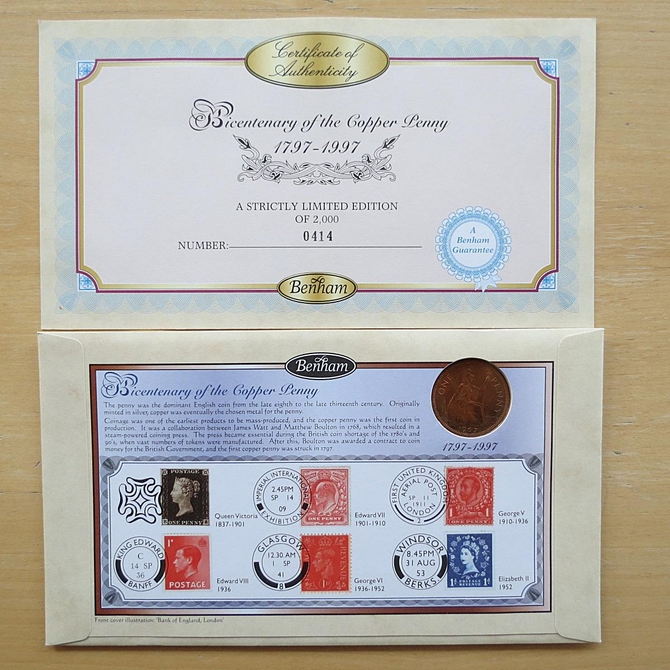 Certificate of
Authenticity
Bicentenary of the Copper Penny
1797-1997
A STRICTLY LIMITED EDITION
OF 2,000
NUMBER: 0414
A
Benham
Guarantee
Benham
Benham
Bicentenary of the Copper Penny
The penny was the dominant English coin from the late eighth to the late thirteenth century. Originally
minted in silver, copper was eventually the chosen metal for the penny.
Coinage was one of the earliest products to be mass-produced, and the copper penny was the first coin in
production. It was a collaboration between James Watt and Matthew Boulton in 1768, which resulted in a
steam-powered coining press. The press became essential during the British coin shortage of the 1780's and
90's, when vast numbers of tokens were manufactured. After this, Boulton was awarded a contract to coin
money for the British Government, and the first copper penny was struck in 1797.
ONE PENNY
1797-1997
POSTAGE
ONE PENNY
Queen Victoria
1837-1901
IMPERIAL INTERNATIONAL
2.45PM
SP 14
09
EXHIBITION
ONE PENNY
Edward VII
1901-1910
FIRST UNITED KINGDOM
AERIAL POST
SP 11
1911
LONDON
2
1 1
George V
1910-1936
KING EDWARD
C
14 SP
36
BANFF
1d
POSTAGE
Edward VIII
1936
GLASGOW
12.30.AM
1 SP
41
8
George VI
1936-1952
WINDSOR
8.45PM
31 AUG
53
BERKS
1d 1d
Elizabeth II
1952
Front cover illustration: 'Bank of England, London'